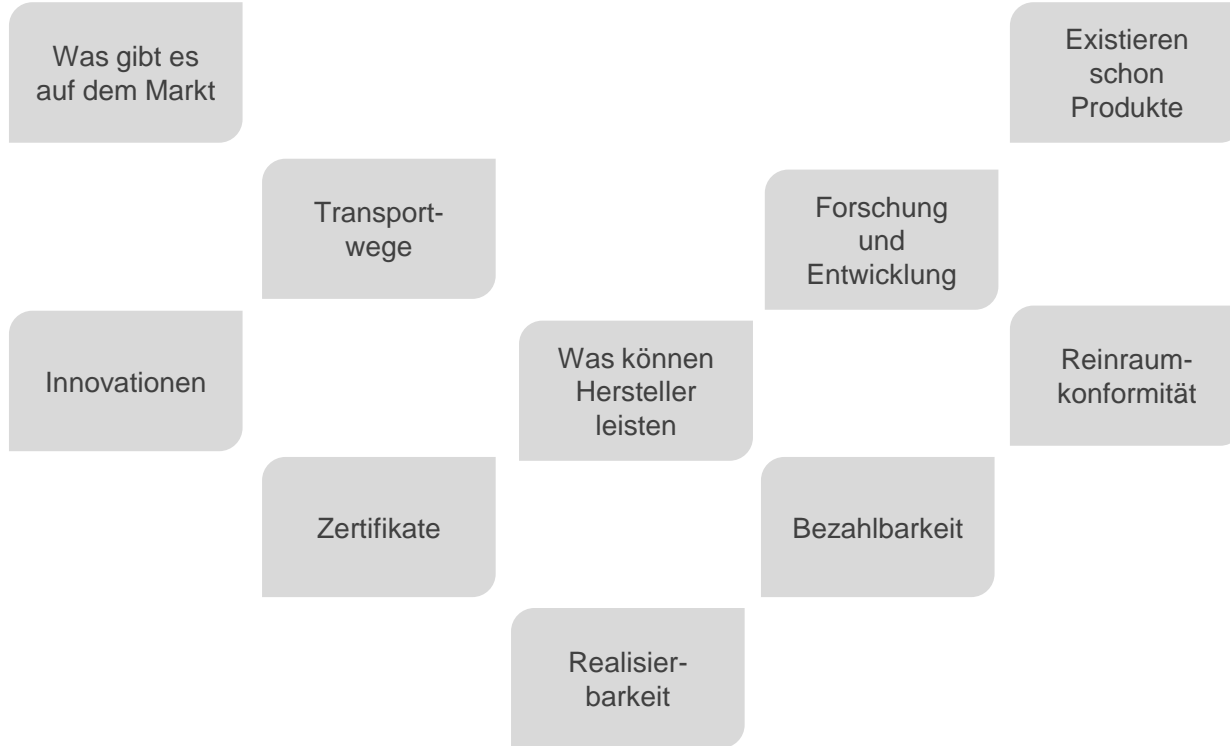 Was gibt es
auf dem Markt
Existieren
schon
Produkte
Transport-
wege
Forschung
und
Entwicklung
Innovationen
Was können
Hersteller
leisten
Reinraum-
konformität
Zertifikate
Bezahlbarkeit
Realisier-
barkeit